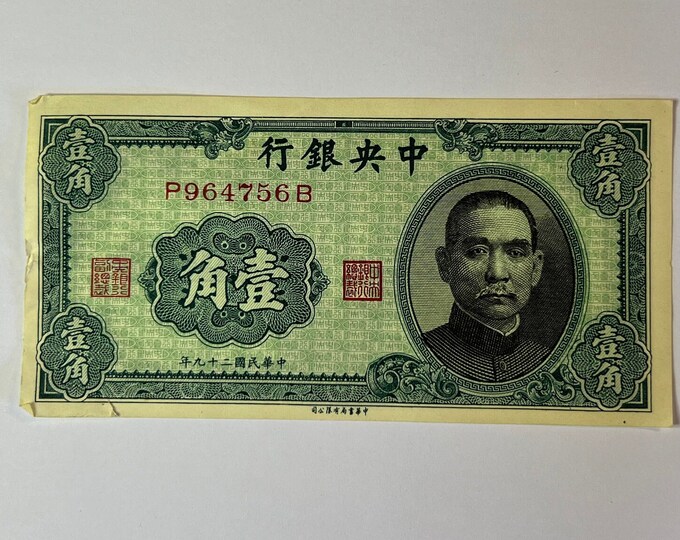 中央銀行
壹角
壹角
P964756B
壹角
壹角
壹角
中華民國二十九年
中華書局有限公司